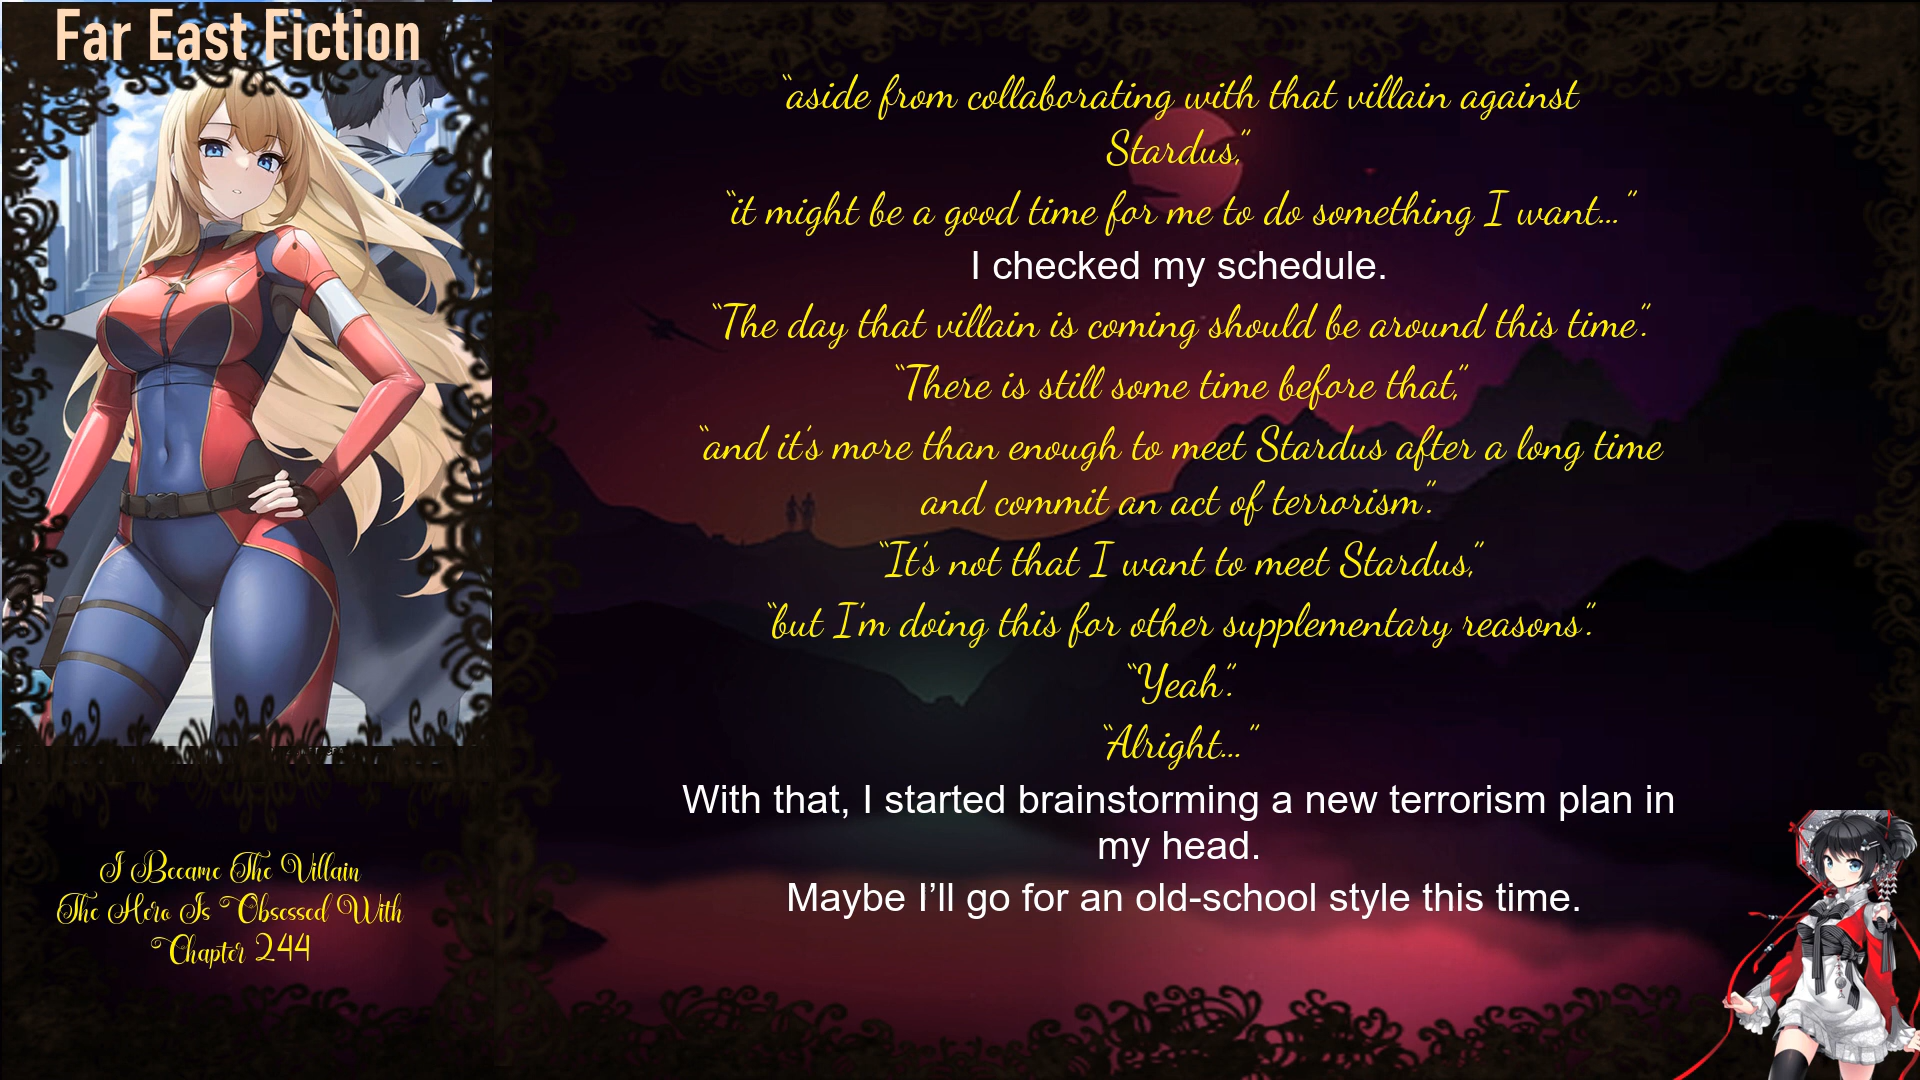 Far East Fiction
“aside from collaborating with that villain against
Stardus,”
“it might be a good time for me to do something I want...”
I checked my schedule.
“The day that villain is coming should be around this time.”
“There is still some time before that,”
“and it’s more than enough to meet Stardus after a long time
and commit an act of terrorism.”
“It’s not that I want to meet Stardus,”
“but I’m doing this for other supplementary reasons.”
“Yeah.”
“Alright...”
With that, I started brainstorming a new terrorism plan in
my head.
Maybe I’ll go for an old-school style this time.
I Became The Villain
The Hero Is Obsessed With
Chapter 244